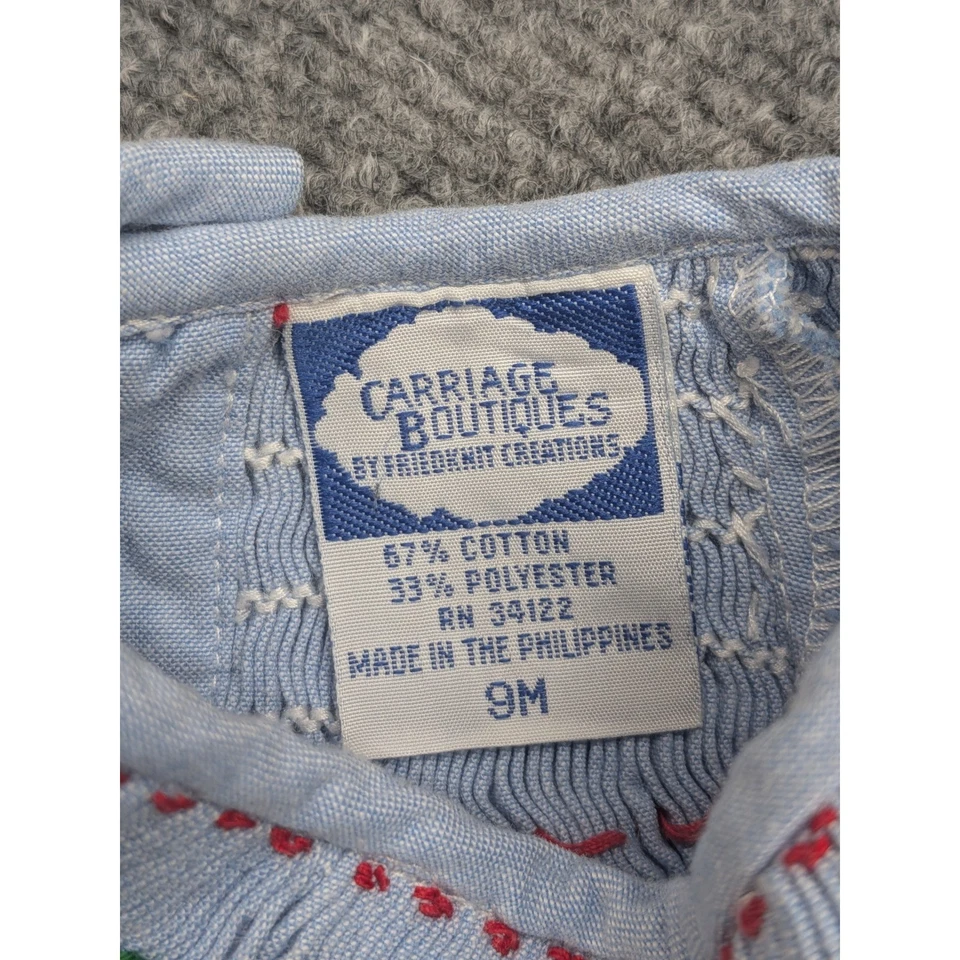 CARRIAGE
BOUTIQUES
BY FRIEDKNIT CREATIONS
67% COTTON
33% POLYESTER
RN 34122
MADE IN THE PHILIPPINES
9M